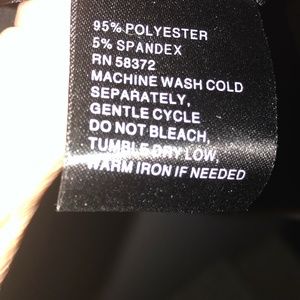 95% POLYESTER
5% SPANDEX
RN 58372
MACHINE WASH COLD
SEPARATELY,
GENTLE CYCLE
DO NOT BLEACH,
TUMBLE DRY LOW,
WARM IRON IF NEEDED